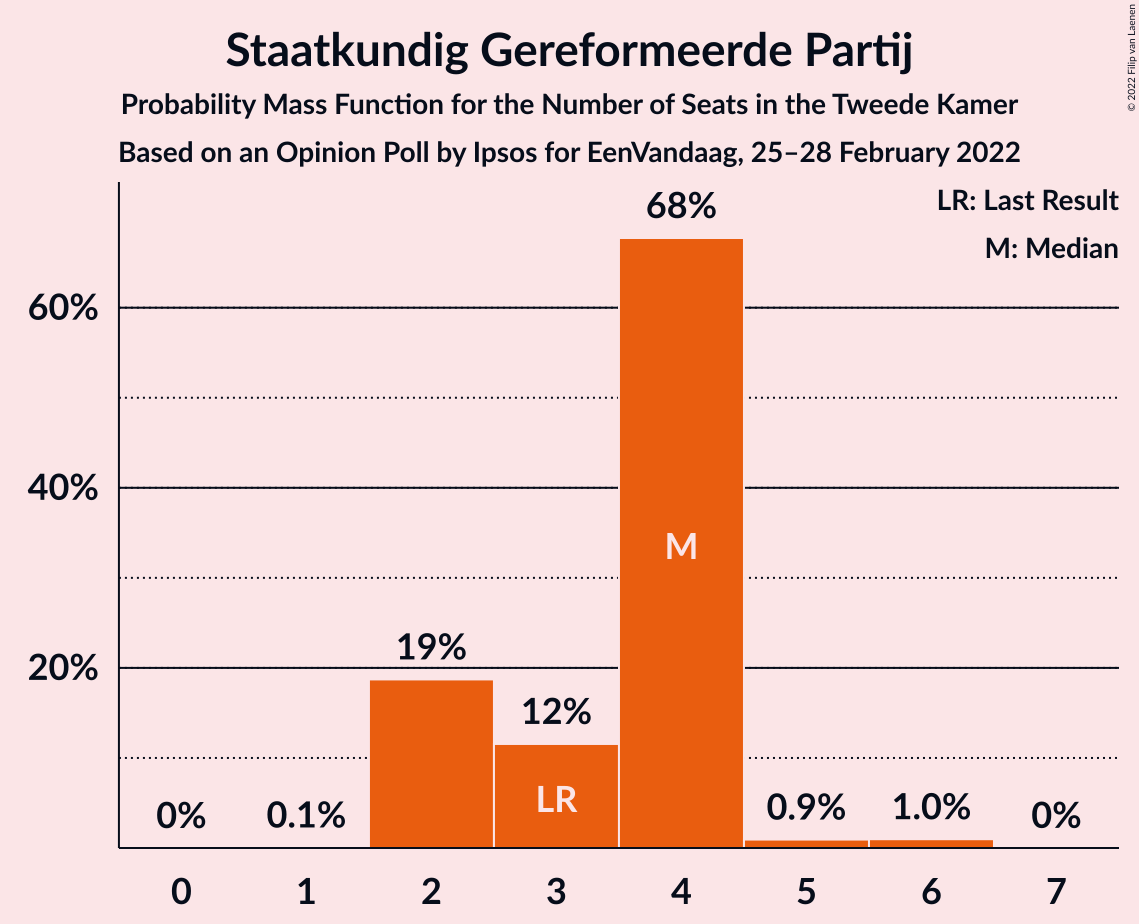 Staatkundig Gereformeerde Partij
Probability Mass Function for the Number of Seats in the Tweede Kamer
Based on an Opinion Poll by Ipsos for EenVandaag, 25–28 February 2022
© 2022 Filip van Laenen
LR: Last Result
M: Median
60%
40%
20%
0%
0.1%
19%
12%
68%
0.9%
1.0%
0%
LR
M
0 1 2 3 4 5 6 7